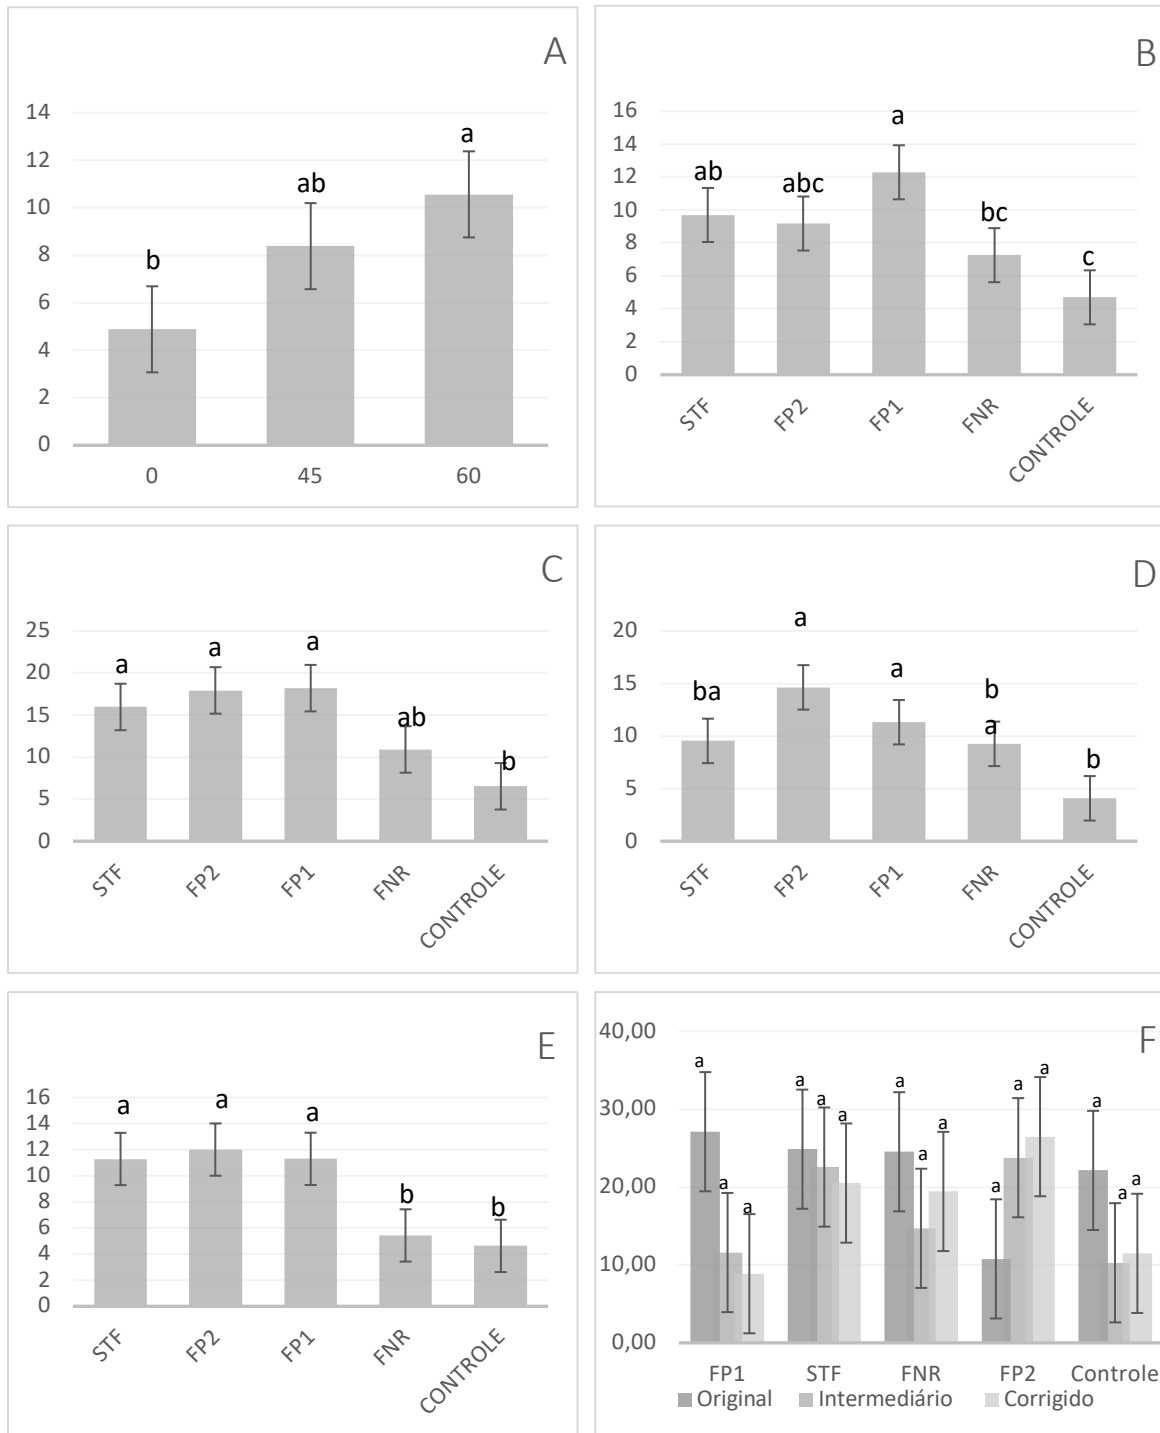 A
14
12
10
8
6
4
2
0
b
ab
a
0 45 60
B
16
14
12
10
8
6
4
2
0
ab
abc
a
bc
c
STF FP2 FP1 FNR CONTROLE
C
25
20
15
10
5
0
a
a
a
ab
b
STF FP2 FP1 FNR CONTROLE
D
20
15
10
5
0
ba
a
a
b
a
b
STF FP2 FP1 FNR CONTROLE
E
16
14
12
10
8
6
4
2
0
a
a
a
b
b
STF FP2 FP1 FNR CONTROLE
F
40,00
30,00
20,00
10,00
0,00
a a a
a a a
a a a
a a a
a a a
FP1 STF FNR FP2 Controle
Original Intermediário Corrigido